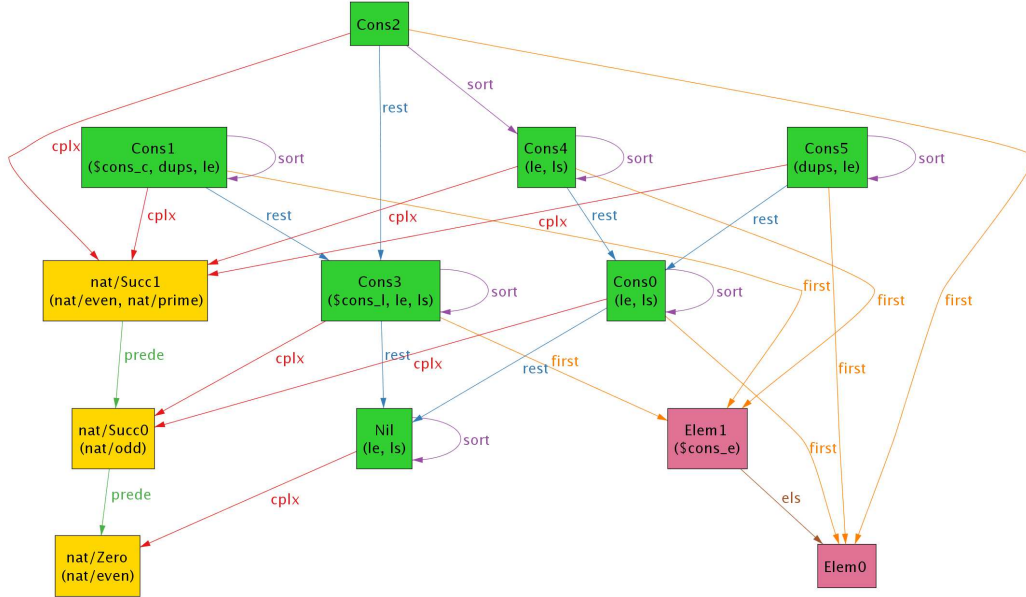 Cons2
sort
cplx
rest
Cons1
($cons_c, dups, le)
sort
Cons4
(le, ls)
sort
Cons5
(dups, le)
sort
cplx
rest
cplx
rest
cplx
rest
nat/Succ1
(nat/even, nat/prime)
Cons3
($cons_l, le, ls)
sort
Cons0
(le, ls)
sort
first
first
first
first
prede
cplx
rest
cplx
rest
first
nat/Succ0
(nat/odd)
Nil
(le, ls)
sort
Elem1
($cons_e)
first
prede
cplx
els
nat/Zero
(nat/even)
Elem0